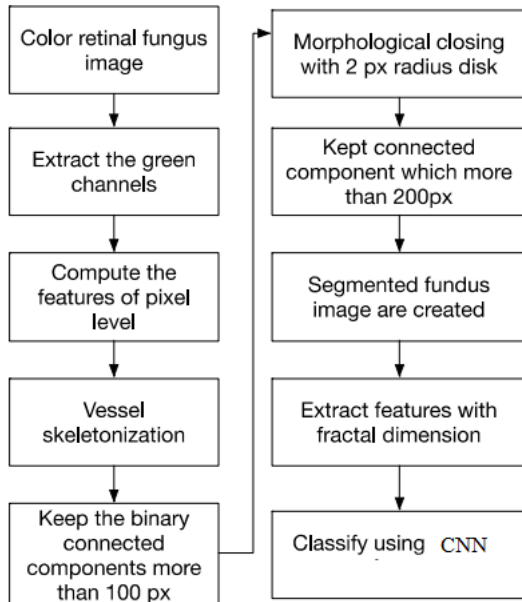 Color retinal fungus
image
Extract the green
channels
Compute the
features of pixel
level
Vessel
skeletonization
Keep the binary
connected
components more
than 100 px
Morphological closing
with 2 px radius disk
Kept connected
component which more
than 200px
Segmented fundus
image are created
Extract features with
fractal dimension
Classify using CNN